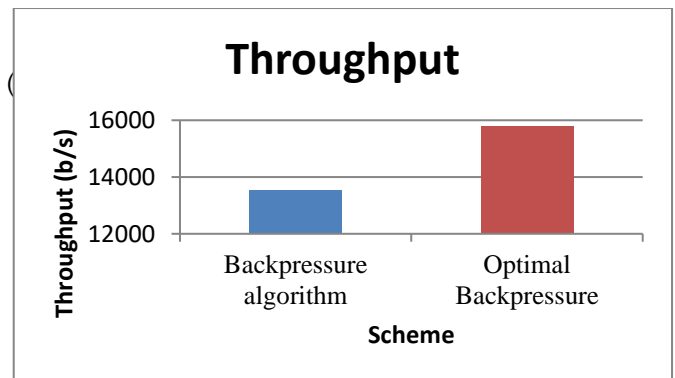 Throughput
(
Throughput (b/s)
16000
14000
12000
Backpressure
algorithm
Optimal
Backpressure
Scheme